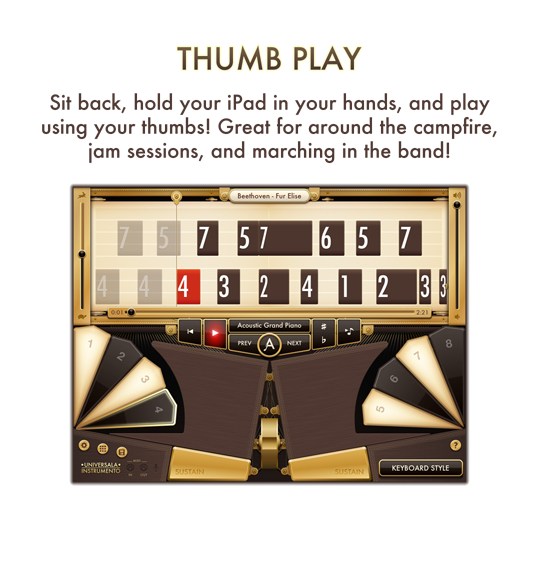 THUMB PLAY
Sit back, hold your iPad in your hands, and play
using your thumbs! Great for around the campfire,
jam sessions, and marching in the band!
Beethoven - Fur Elise
7 5 7 5 7 6 5 7
4 4 4 3 2 4 1 2 3 3
0:01 2:21
Acoustic Grand Piano
PREV A NEXT
♯
♭
1 2 3 4
5 6 7 8
?
·UNIVERSALA·
INSTRUMENTO
SUSTAIN SUSTAIN
KEYBOARD STYLE